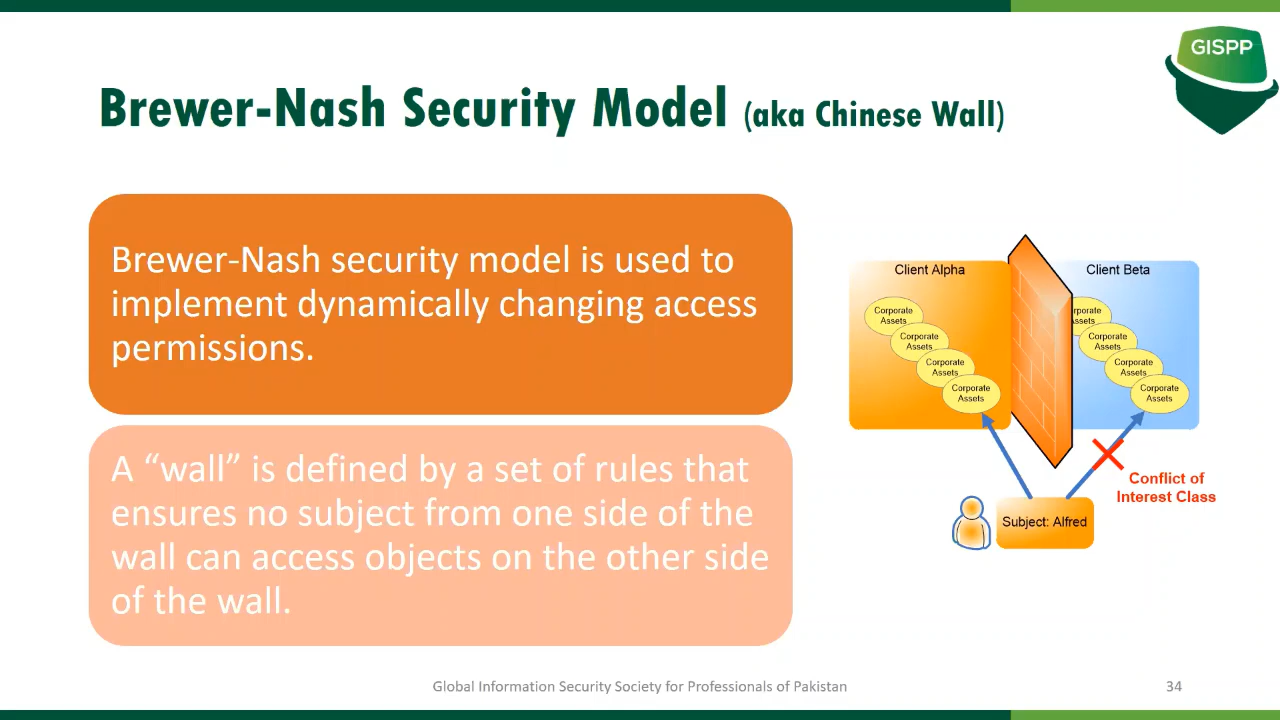 GISPP
Brewer-Nash Security Model (aka Chinese Wall)
Brewer-Nash security model is used to
implement dynamically changing access
permissions.
A “wall” is defined by a set of rules that
ensures no subject from one side of the
wall can access objects on the other side
of the wall.
Client Alpha
Corporate
Assets
Corporate
Assets
Corporate
Assets
Corporate
Assets
Client Beta
rporate
ssets
Corporate
Assets
Corporate
Assets
Corporate
Assets
Conflict of
Interest Class
Subject: Alfred
Global Information Security Society for Professionals of Pakistan
34